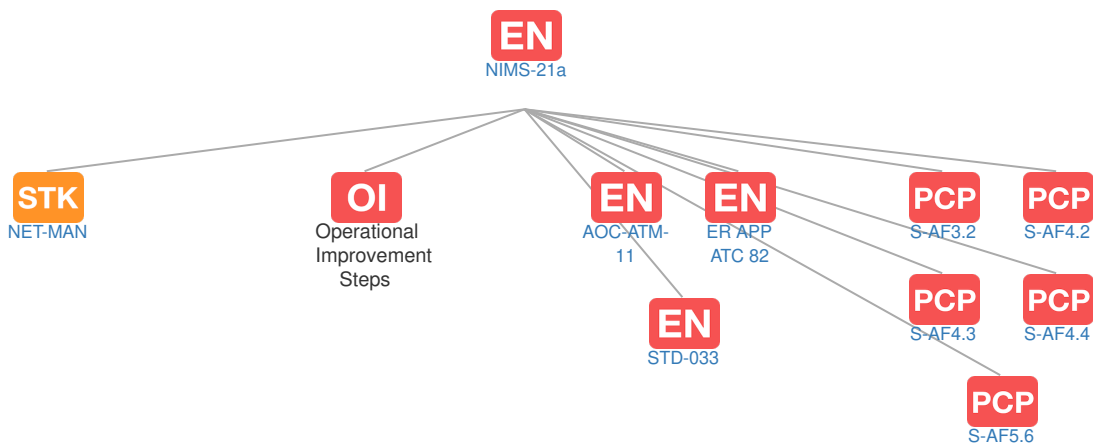 EN
NIMS-21a
STK
NET-MAN
OI
Operational
Improvement
Steps
EN
AOC-ATM-
11
EN
ER APP
ATC 82
PCP
S-AF3.2
PCP
S-AF4.2
EN
STD-033
PCP
S-AF4.3
PCP
S-AF4.4
PCP
S-AF5.6